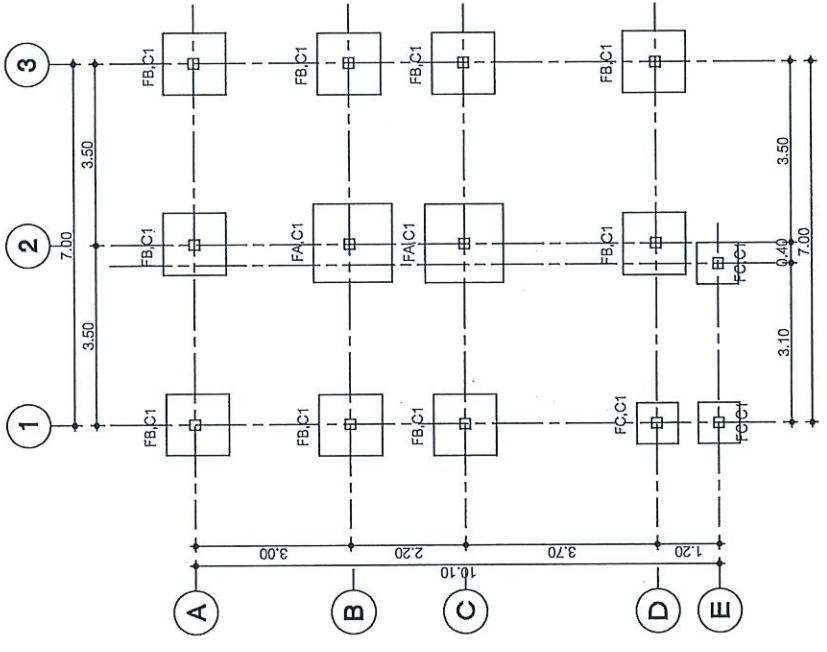 3
2
1
7.00
3.50
3.50
FB,C1
FB,C1
FB,C1
FB,C1
FB,C1
FA,C1
FA,C1
FB,C1
FC,C1
FB,C1
FB,C1
FB,C1
FC,C1
FC,C1
3.50
0.40
3.10
7.00
3.00
2.20
3.70
1.20
10.10
A
B
C
D
E